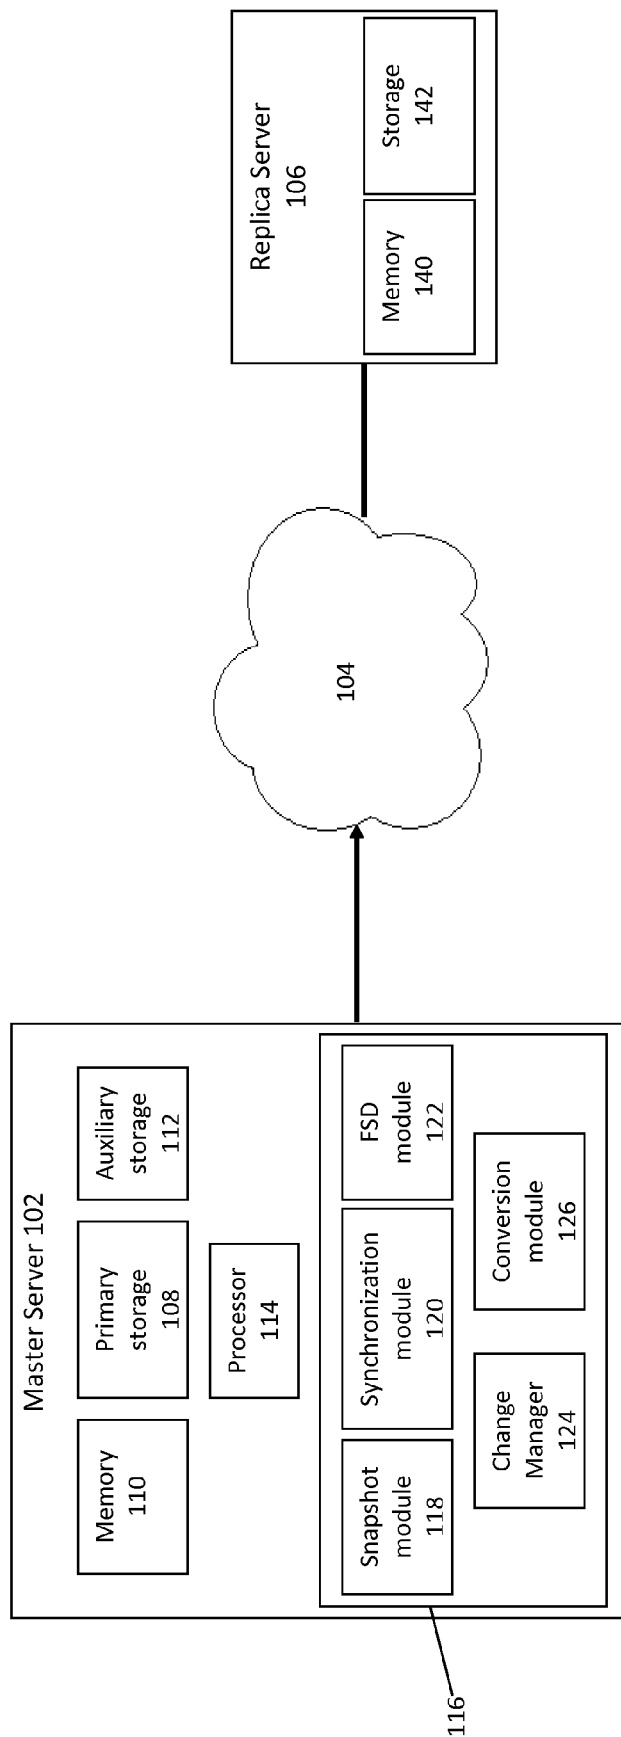 Master Server 102
Memory
110
Primary
storage
108
Auxiliary
storage
112
Processor
114
Snapshot
module
118
Synchronization
module
120
FSD
module
122
Change
Manager
124
Conversion
module
126
116
104
Replica Server
106
Memory
140
Storage
142